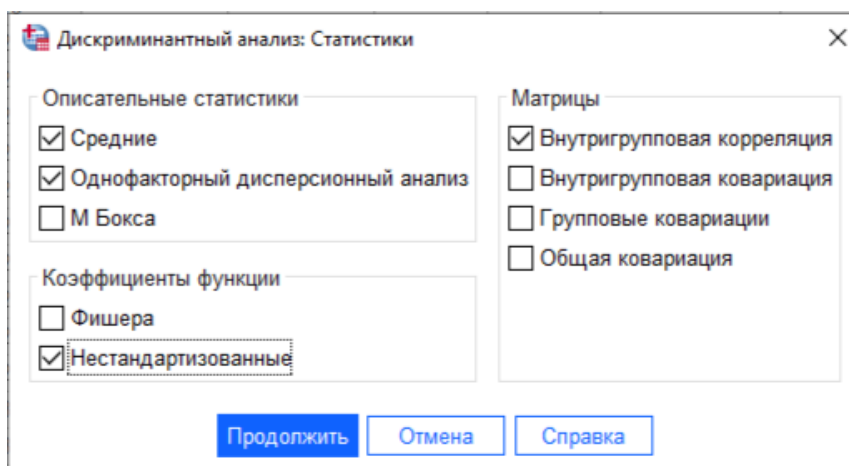 Дискриминантный анализ: Статистики
Описательные статистики
Средние
Однофакторный дисперсионный анализ
М Бокса
Коэффициенты функции
Фишера
Нестандартизованные
Матрицы
Внутригрупповая корреляция
Внутригрупповая ковариация
Групповые ковариации
Общая ковариация
Продолжить
Отмена
Справка